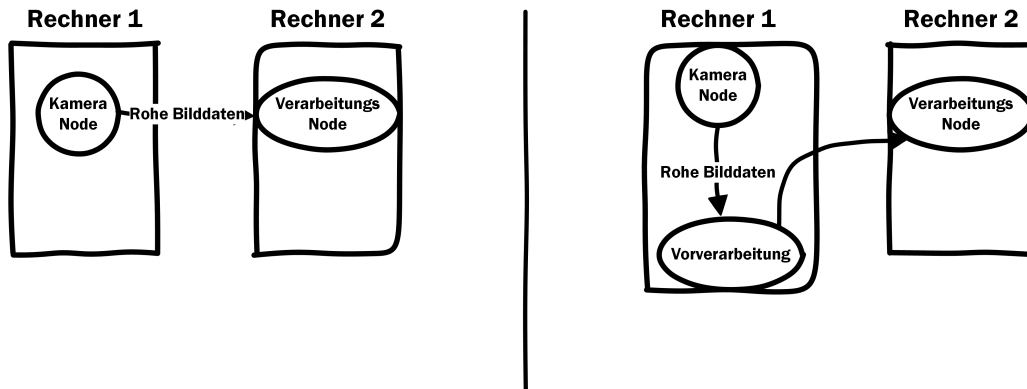 Rechner 1
Rechner 2
Kamera
Node
Rohe Bilddaten
Verarbeitungs
Node
Rechner 1
Rechner 2
Kamera
Node
Rohe Bilddaten
Vorverarbeitung
Verarbeitungs
Node